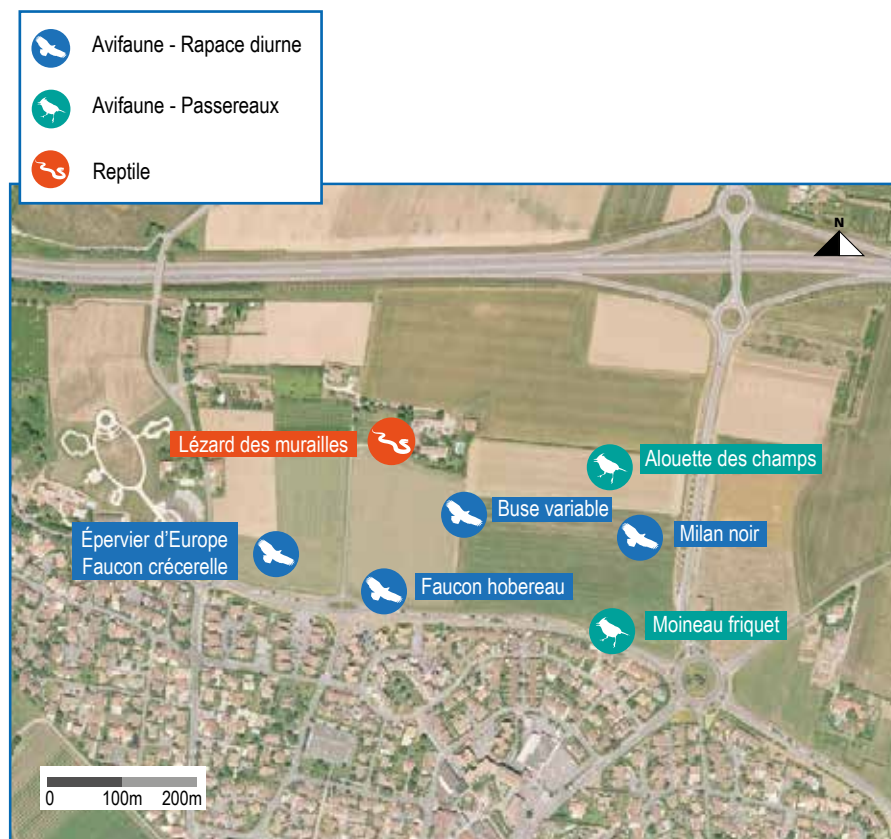 Avifaune - Rapace diurne
Avifaune - Passereaux
Reptile
N
Lézard des murailles
Alouette des champs
Buse variable
Milan noir
Épervier d'Europe
Faucon crécerelle
Faucon hobereau
Moineau friquet
0 100m 200m